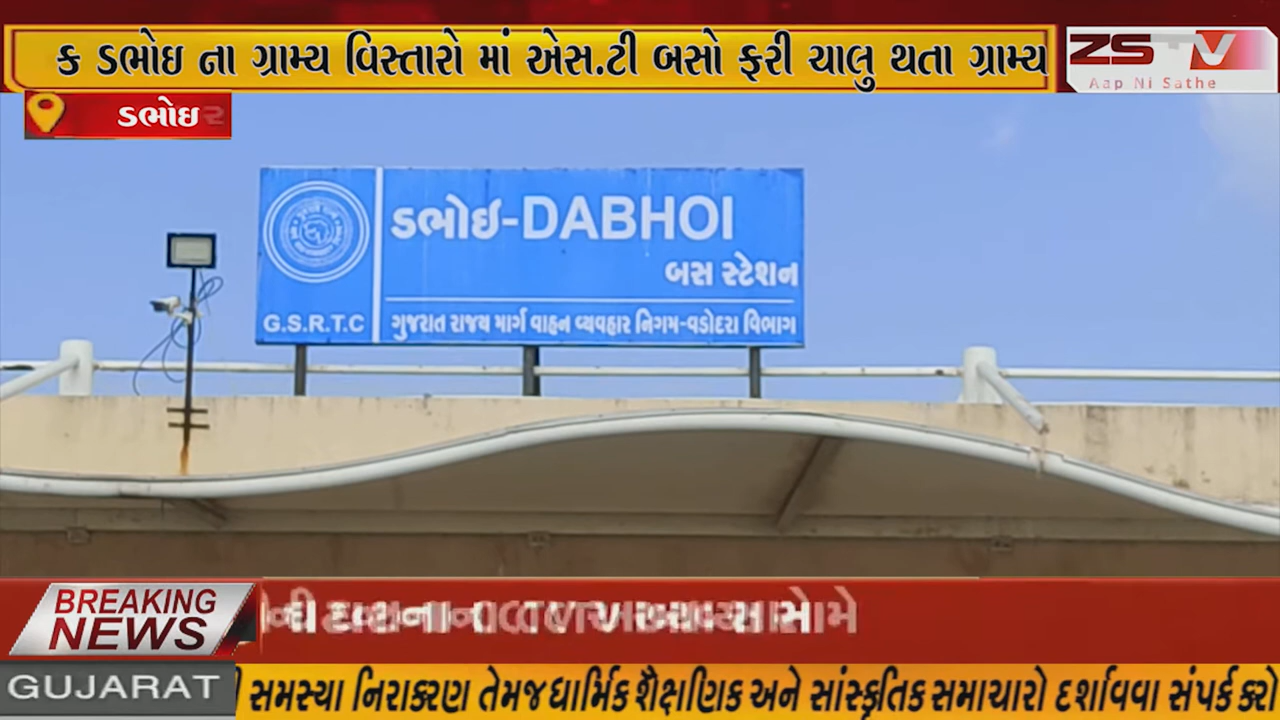 ક ડભોઇ ના ગ્રામ્ય વિસ્તારો માં એસ.ટી બસો ફરી ચાલુ થતા ગ્રામ્ય
ZSTV
Aap Ni Sathe
ડભોઇ
ડભોઇ-DABHOI
બસ સ્ટેશન
G.S.R.T.C
ગુજરાત રાજ્ય માર્ગ વાહન વ્યવહાર નિગમ-વડોદરા વિભાગ
BREAKING
NEWS
GUJARAT
સમસ્યા નિરાકરણ તેમજ ધાર્મિક શૈક્ષણિક અને સાંસ્કૃતિક સમાચારો દર્શાવવા સંપર્ક કરો